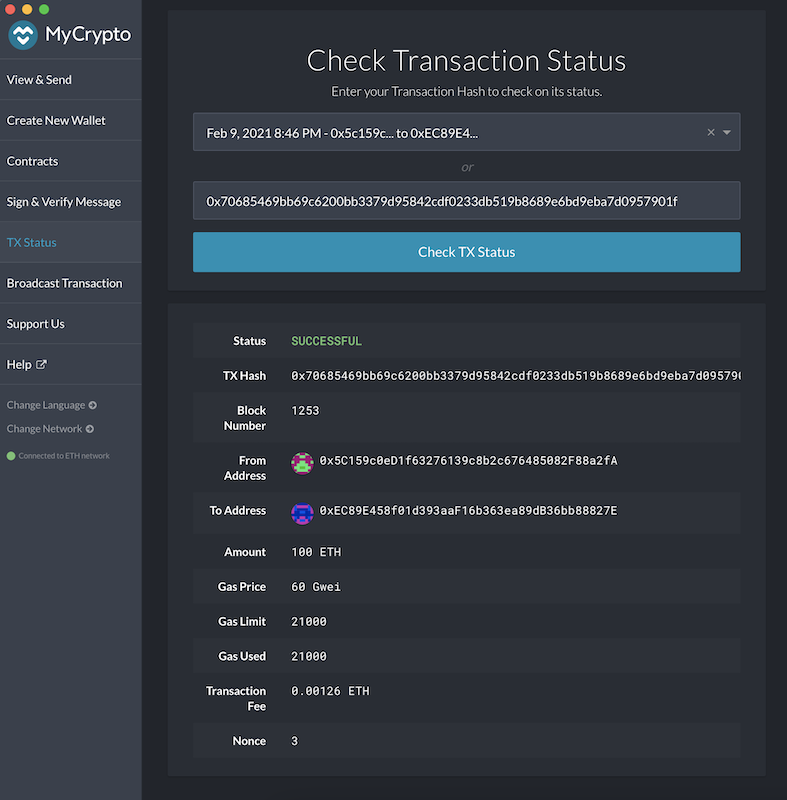 MyCrypto
View & Send
Create New Wallet
Contracts
Sign & Verify Message
TX Status
Broadcast Transaction
Support Us
Help
Change Language
Change Network
Connected to ETH network
Check Transaction Status
Enter your Transaction Hash to check on its status.
Feb 9, 2021 8:46 PM - 0x5c159c... to 0xEC89E4...
or
0x70685469bb69c6200bb3379d95842cdf0233db519b8689e6bd9eba7d0957901f
Check TX Status
Status SUCCESSFUL
TX Hash 0x70685469bb69c6200bb3379d95842cdf0233db519b8689e6bd9eba7d095790
Block
Number
1253
From
Address
0x5C159c0eD1f63276139c8b2c676485082F88a2fA
To Address 0xEC89E458f01d393aaF16b363ea89dB36bb88827E
Amount 100 ETH
Gas Price 60 Gwei
Gas Limit 21000
Gas Used 21000
Transaction
Fee
0.00126 ETH
Nonce 3